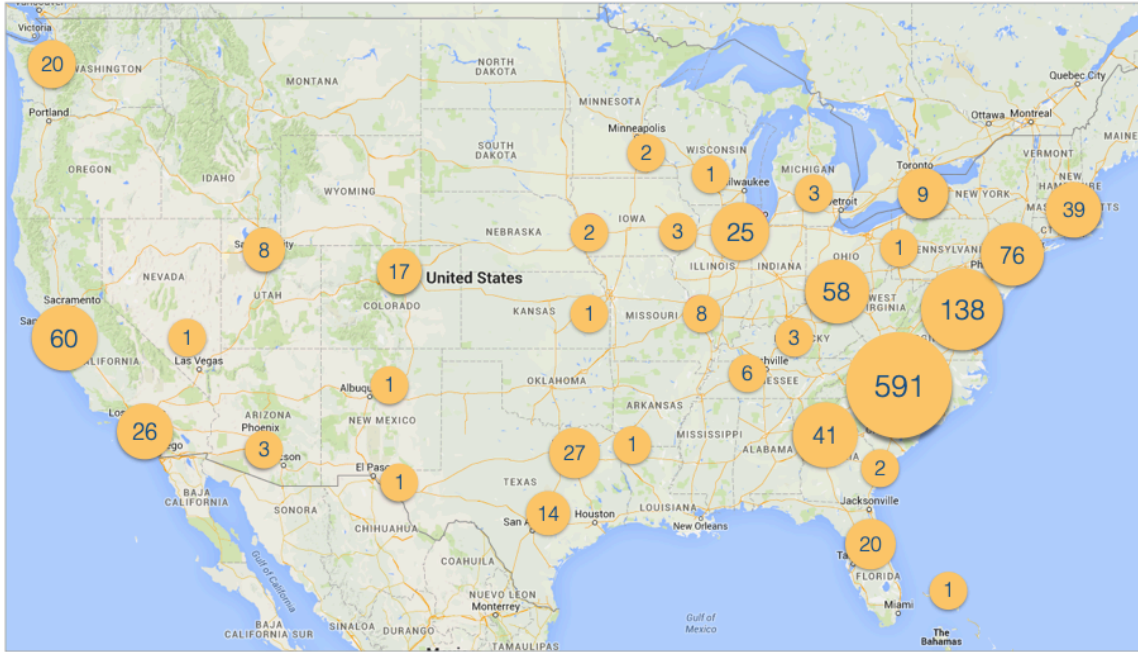 Victoria
20
WASHINGTON
Portland
OREGON
IDAHO
MONTANA
NORTH
DAKOTA
SOUTH
DAKOTA
MINNESOTA
Minneapolis
2
WISCONSIN
1
MICHIGAN
3
Toronto
9
Ottawa
Montreal
Quebec City
MAINE
VERMONT
NEW
NEW YORK
39
WYOMING
NEBRASKA
2
IOWA
3
25
ILLINOIS
INDIANA
OHIO
1
76
8
17
United States
NEVADA
UTAH
COLORADO
Sacramento
60
1
Las Vegas
KANSAS
1
MISSOURI
8
58
WEST
VIRGINIA
138
3
6
591
1
NEW MEXICO
OKLAHOMA
ARKANSAS
MISSISSIPPI
ALABAMA
41
2
26
ARIZONA
Phoenix
3
El Paso
1
TEXAS
27
1
14
Houston
LOUISIANA
New Orleans
Jacksonville
20
FLORIDA
Miami
1
The
Bahamas
BAJA
CALIFORNIA
SONORA
CHIHUAHUA
COAHUILA
Gulf of California
NUEVO LEON
Monterrey
Gulf of
Mexico
BAJA
CALIFORNIA SUR
SINALOA
DURANGO
TAMAULIPAS